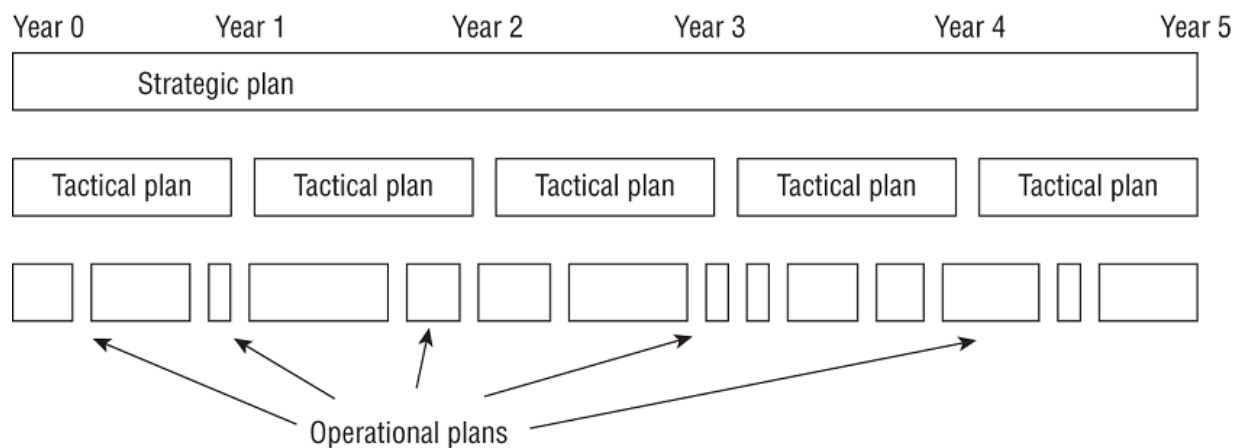 Year 0 Year 1 Year 2 Year 3 Year 4 Year 5
Strategic plan
Tactical plan Tactical plan Tactical plan Tactical plan Tactical plan
Operational plans